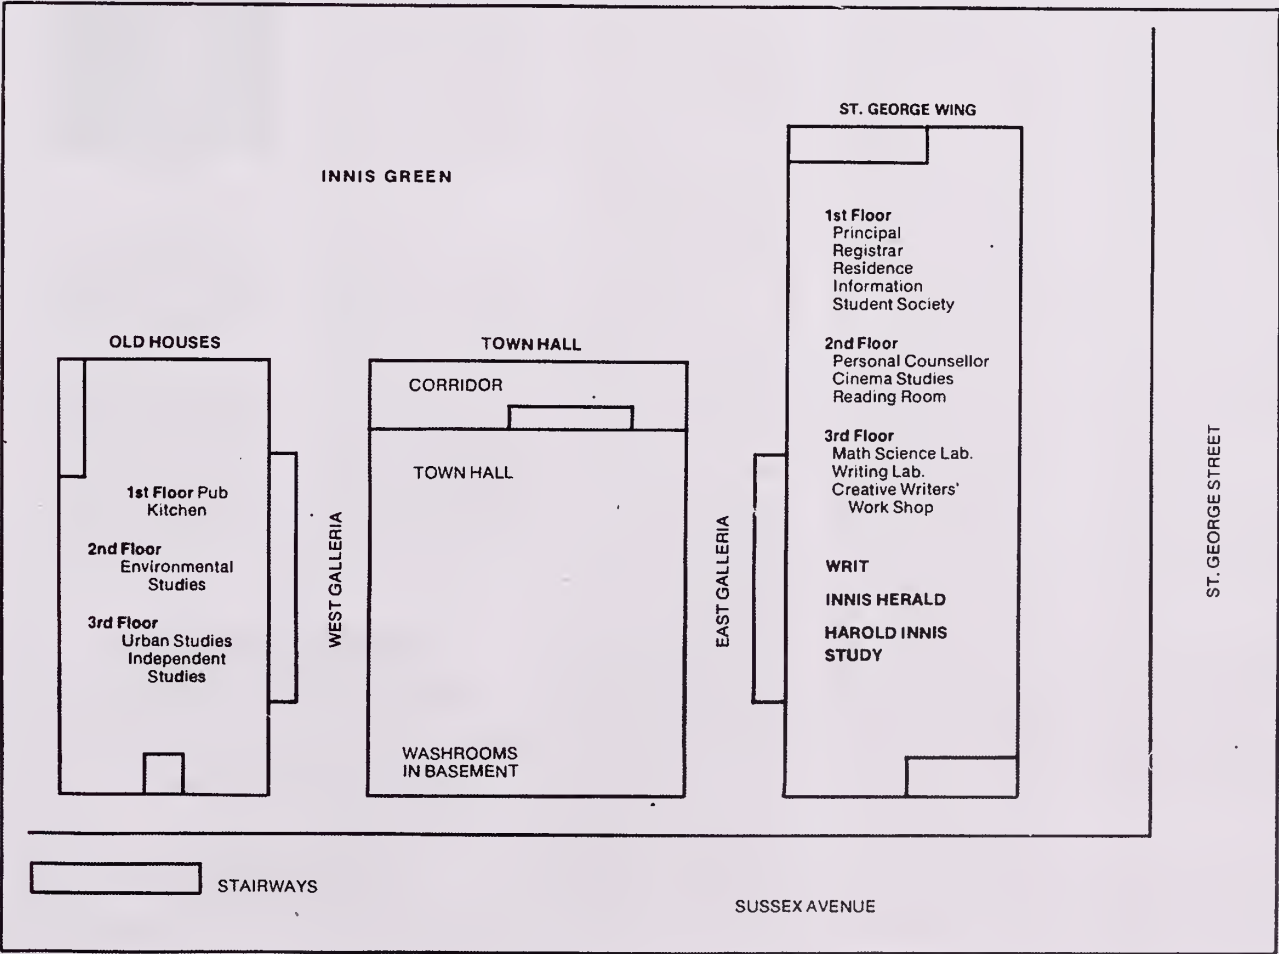 ST. GEORGE WING
INNIS GREEN
1st Floor
Principal
Registrar
Residence
Information
Student Society
2nd Floor
Personal Counsellor
Cinema Studies
Reading Room
3rd Floor
Math Science Lab.
Writing Lab.
Creative Writers'
Work Shop
WRIT
INNIS HERALD
HAROLD INNIS
STUDY
OLD HOUSES
1st Floor Pub
Kitchen
2nd Floor
Environmental
Studies
3rd Floor
Urban Studies
Independent
Studies
WEST GALLERIA
TOWN HALL
CORRIDOR
TOWN HALL
WASHROOMS
IN BASEMENT
EAST GALLERIA
ST. GEORGE STREET
STAIRWAYS
SUSSEX AVENUE